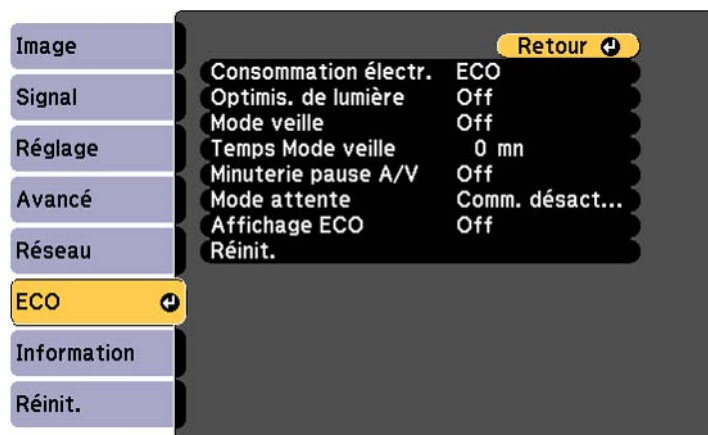 Image
Signal
Réglage
Avancé
Réseau
ECO
Information
Réinit.
Retour
Consommation électr. ECO
Optimis. de lumière Off
Mode veille Off
Temps Mode veille 0 mn
Minuterie pause A/V Off
Mode attente Comm. désact...
Affichage ECO Off
Réinit.